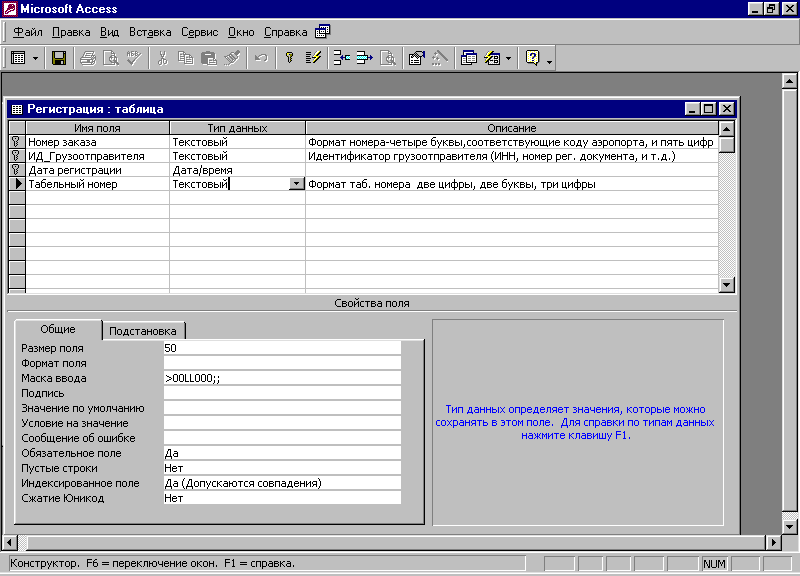 Microsoft Access
Файл Правка Вид Вставка Сервис Окно Справка
Регистрация : таблица
Имя поля Тип данных Описание
Номер заказа Текстовый Формат номера-четыре буквы,соответствующие коду аэропорта, и пять цифр
ИД_Грузоотправителя Текстовый Идентификатор грузоотправителя (ИНН, номер рег. документа, и т.д.)
Дата регистрации Дата/время
Табельный номер Текстовый Формат таб. номера две цифры, две буквы, три цифры
Свойства поля
Общие Подстановка
Размер поля 50
Формат поля
Маска ввода >00LL000;;
Подпись
Значение по умолчанию
Условие на значение
Сообщение об ошибке
Обязательное поле Да
Пустые строки Нет
Индексированное поле Да (Допускаются совпадения)
Сжатие Юникод Нет
Тип данных определяет значения, которые можно
сохранять в этом поле. Для справки по типам данных
нажмите клавишу F1.
Конструктор. F6 = переключение окон. F1 = справка. NUM